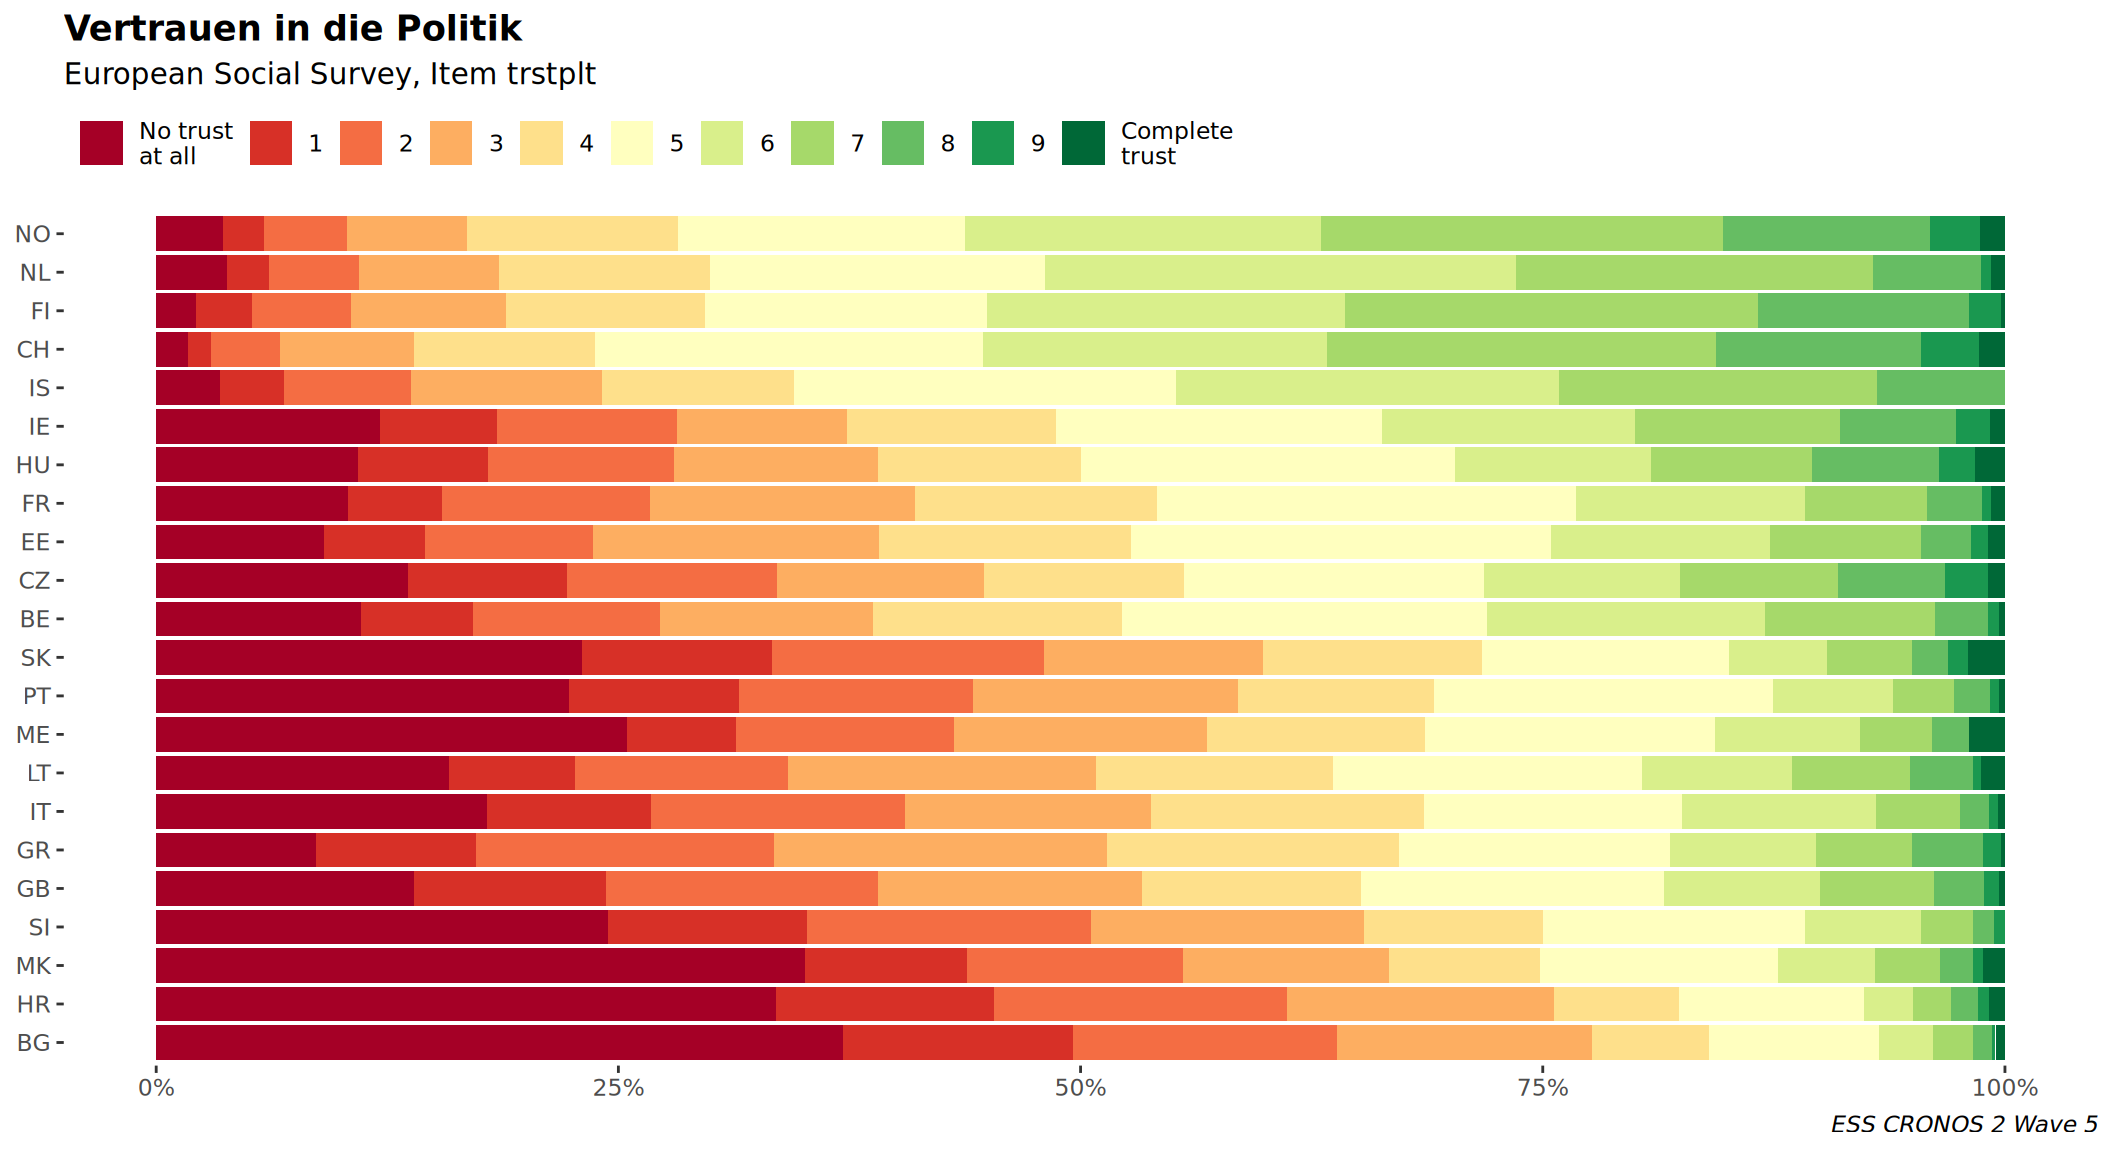 Vertrauen in die Politik
European Social Survey, Item trstplt
No trust
at all
1
2
3
4
5
6
7
8
9
Complete
trust
NO
NL
FI
CH
IS
IE
HU
FR
EE
CZ
BE
SK
PT
ME
LT
IT
GR
GB
SI
MK
HR
BG
0% 25% 50% 75% 100%
ESS CRONOS 2 Wave 5